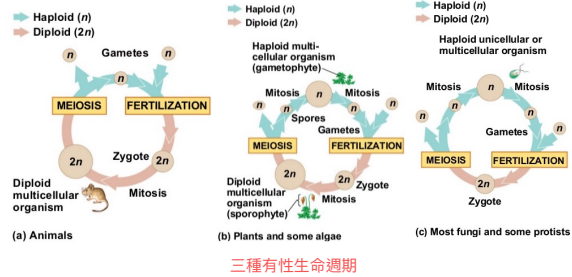 Haploid (n)
Diploid (2n)
Gametes
n
n
n
MEIOSIS
FERTILIZATION
2n
Zygote
2n
Diploid
multicellular
organism
Mitosis
(a) Animals
Haploid (n)
Diploid (2n)
Haploid multi-
cellular organism
(gametophyte)
Mitosis
n
Mitosis
n
n
n
n
Spores
Gametes
MEIOSIS
FERTILIZATION
2n
2n
Zygote
Diploid
multicellular
organism
(sporophyte)
Mitosis
(b) Plants and some algae
Haploid (n)
Diploid (2n)
Haploid unicellular or
multicellular organism
Mitosis
n
Mitosis
n
n
n
n
Gametes
MEIOSIS
FERTILIZATION
2n
Zygote
(c) Most fungi and some protists
三種有性生命週期